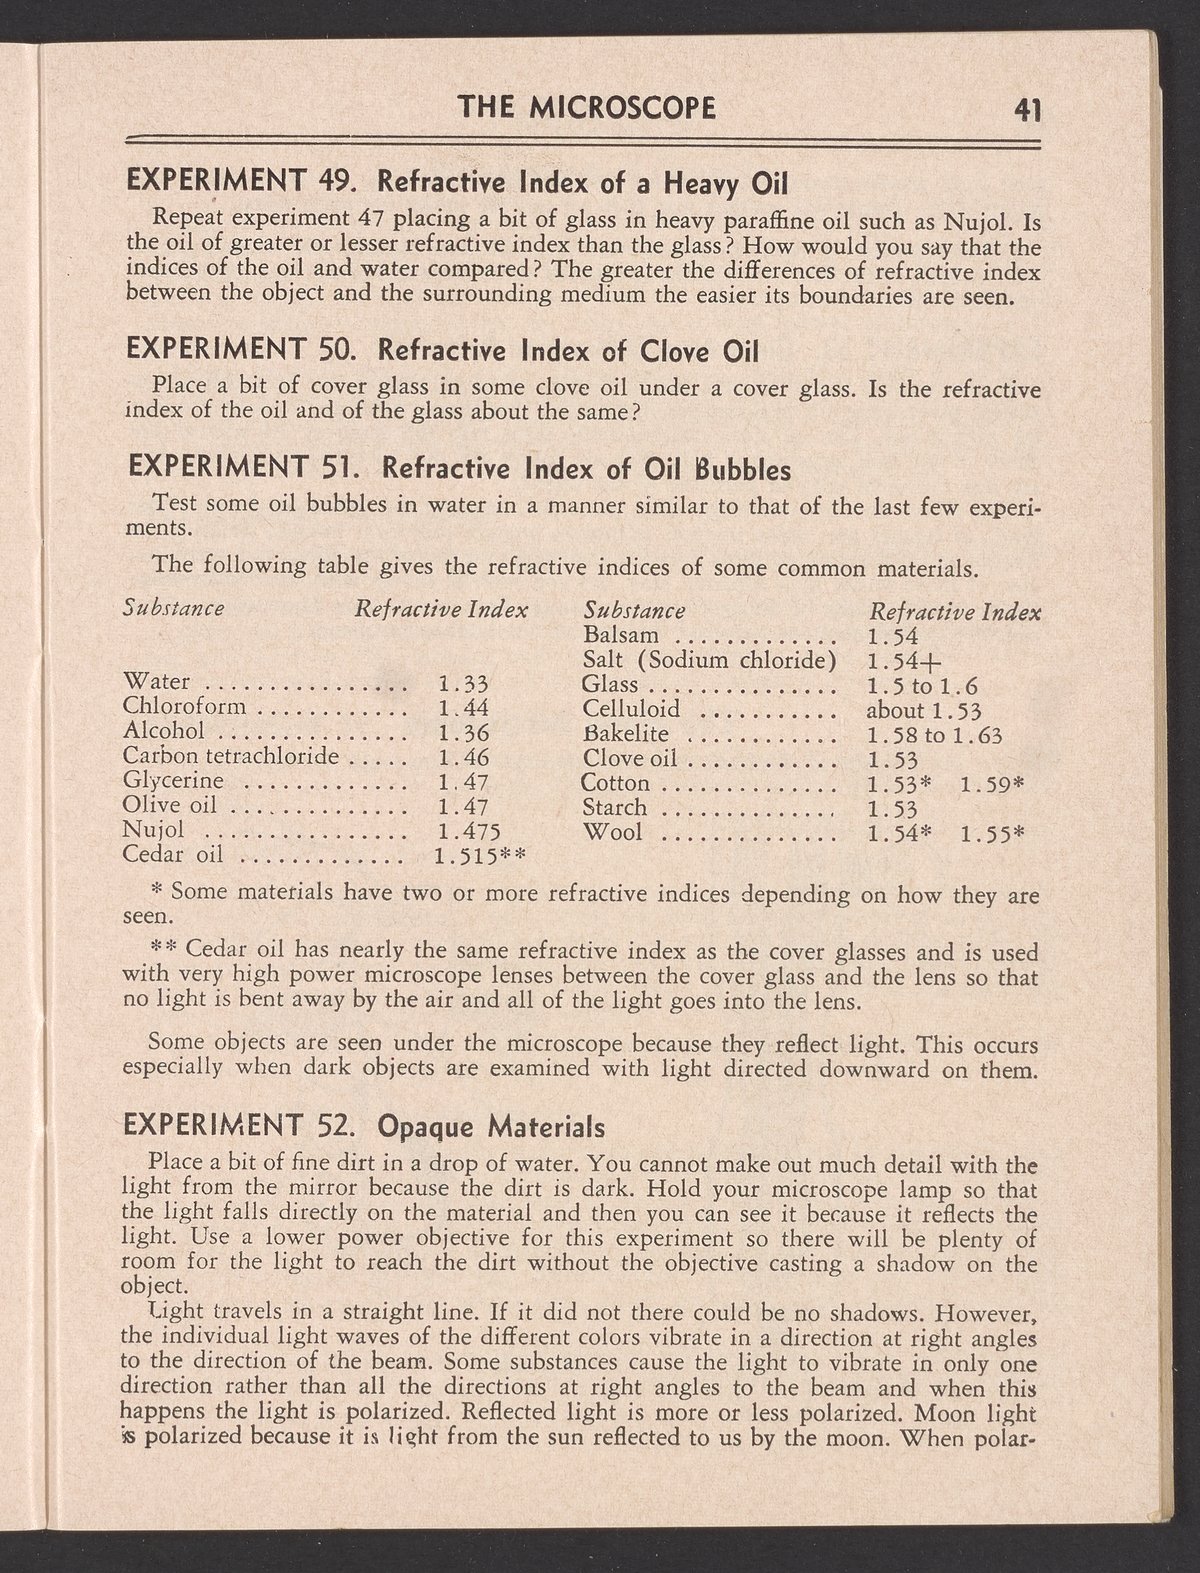 THE MICROSCOPE 41
EXPERIMENT 49. Refractive Index of a Heavy Oil
Repeat experiment 47 placing a bit of glass in heavy paraffine oil such as Nujol. Is
the oil of greater or lesser refractive index than the glass? How would you say that the
indices of the oil and water compared? The greater the differences of refractive index
between the object and the surrounding medium the easier its boundaries are seen.
EXPERIMENT 50. Refractive Index of Clove Oil
Place a bit of cover glass in some clove oil under a cover glass. Is the refractive
index of the oil and of the glass about the same?
EXPERIMENT 51. Refractive Index of Oil Bubbles
Test some oil bubbles in water in a manner similar to that of the last few experi-
ments.
The following table gives the refractive indices of some common materials.
Substance Refractive Index
Water ................ 1.33
Chloroform ............ 1.44
Alcohol ............... 1.36
Carbon tetrachloride ..... 1.46
Glycerine ............. 1.47
Olive oil .............. 1.47
Nujol ................ 1.475
Cedar oil ............. 1.515**
Substance Refractive Index
Balsam ............. 1.54
Salt (Sodium chloride) 1.54+
Glass ............... 1.5 to 1.6
Celluloid ........... about 1.53
Bakelite ............ 1.58 to 1.63
Clove oil ............ 1.53
Cotton .............. 1.53* 1.59*
Starch .............. 1.53
Wool .............. 1.54* 1.55*
* Some materials have two or more refractive indices depending on how they are
seen.
** Cedar oil has nearly the same refractive index as the cover glasses and is used
with very high power microscope lenses between the cover glass and the lens so that
no light is bent away by the air and all of the light goes into the lens.
Some objects are seen under the microscope because they reflect light. This occurs
especially when dark objects are examined with light directed downward on them.
EXPERIMENT 52. Opaque Materials
Place a bit of fine dirt in a drop of water. You cannot make out much detail with the
light from the mirror because the dirt is dark. Hold your microscope lamp so that
the light falls directly on the material and then you can see it because it reflects the
light. Use a lower power objective for this experiment so there will be plenty of
room for the light to reach the dirt without the objective casting a shadow on the
object.
Light travels in a straight line. If it did not there could be no shadows. However,
the individual light waves of the different colors vibrate in a direction at right angles
to the direction of the beam. Some substances cause the light to vibrate in only one
direction rather than all the directions at right angles to the beam and when this
happens the light is polarized. Reflected light is more or less polarized. Moon light
is polarized because it is light from the sun reflected to us by the moon. When polar-